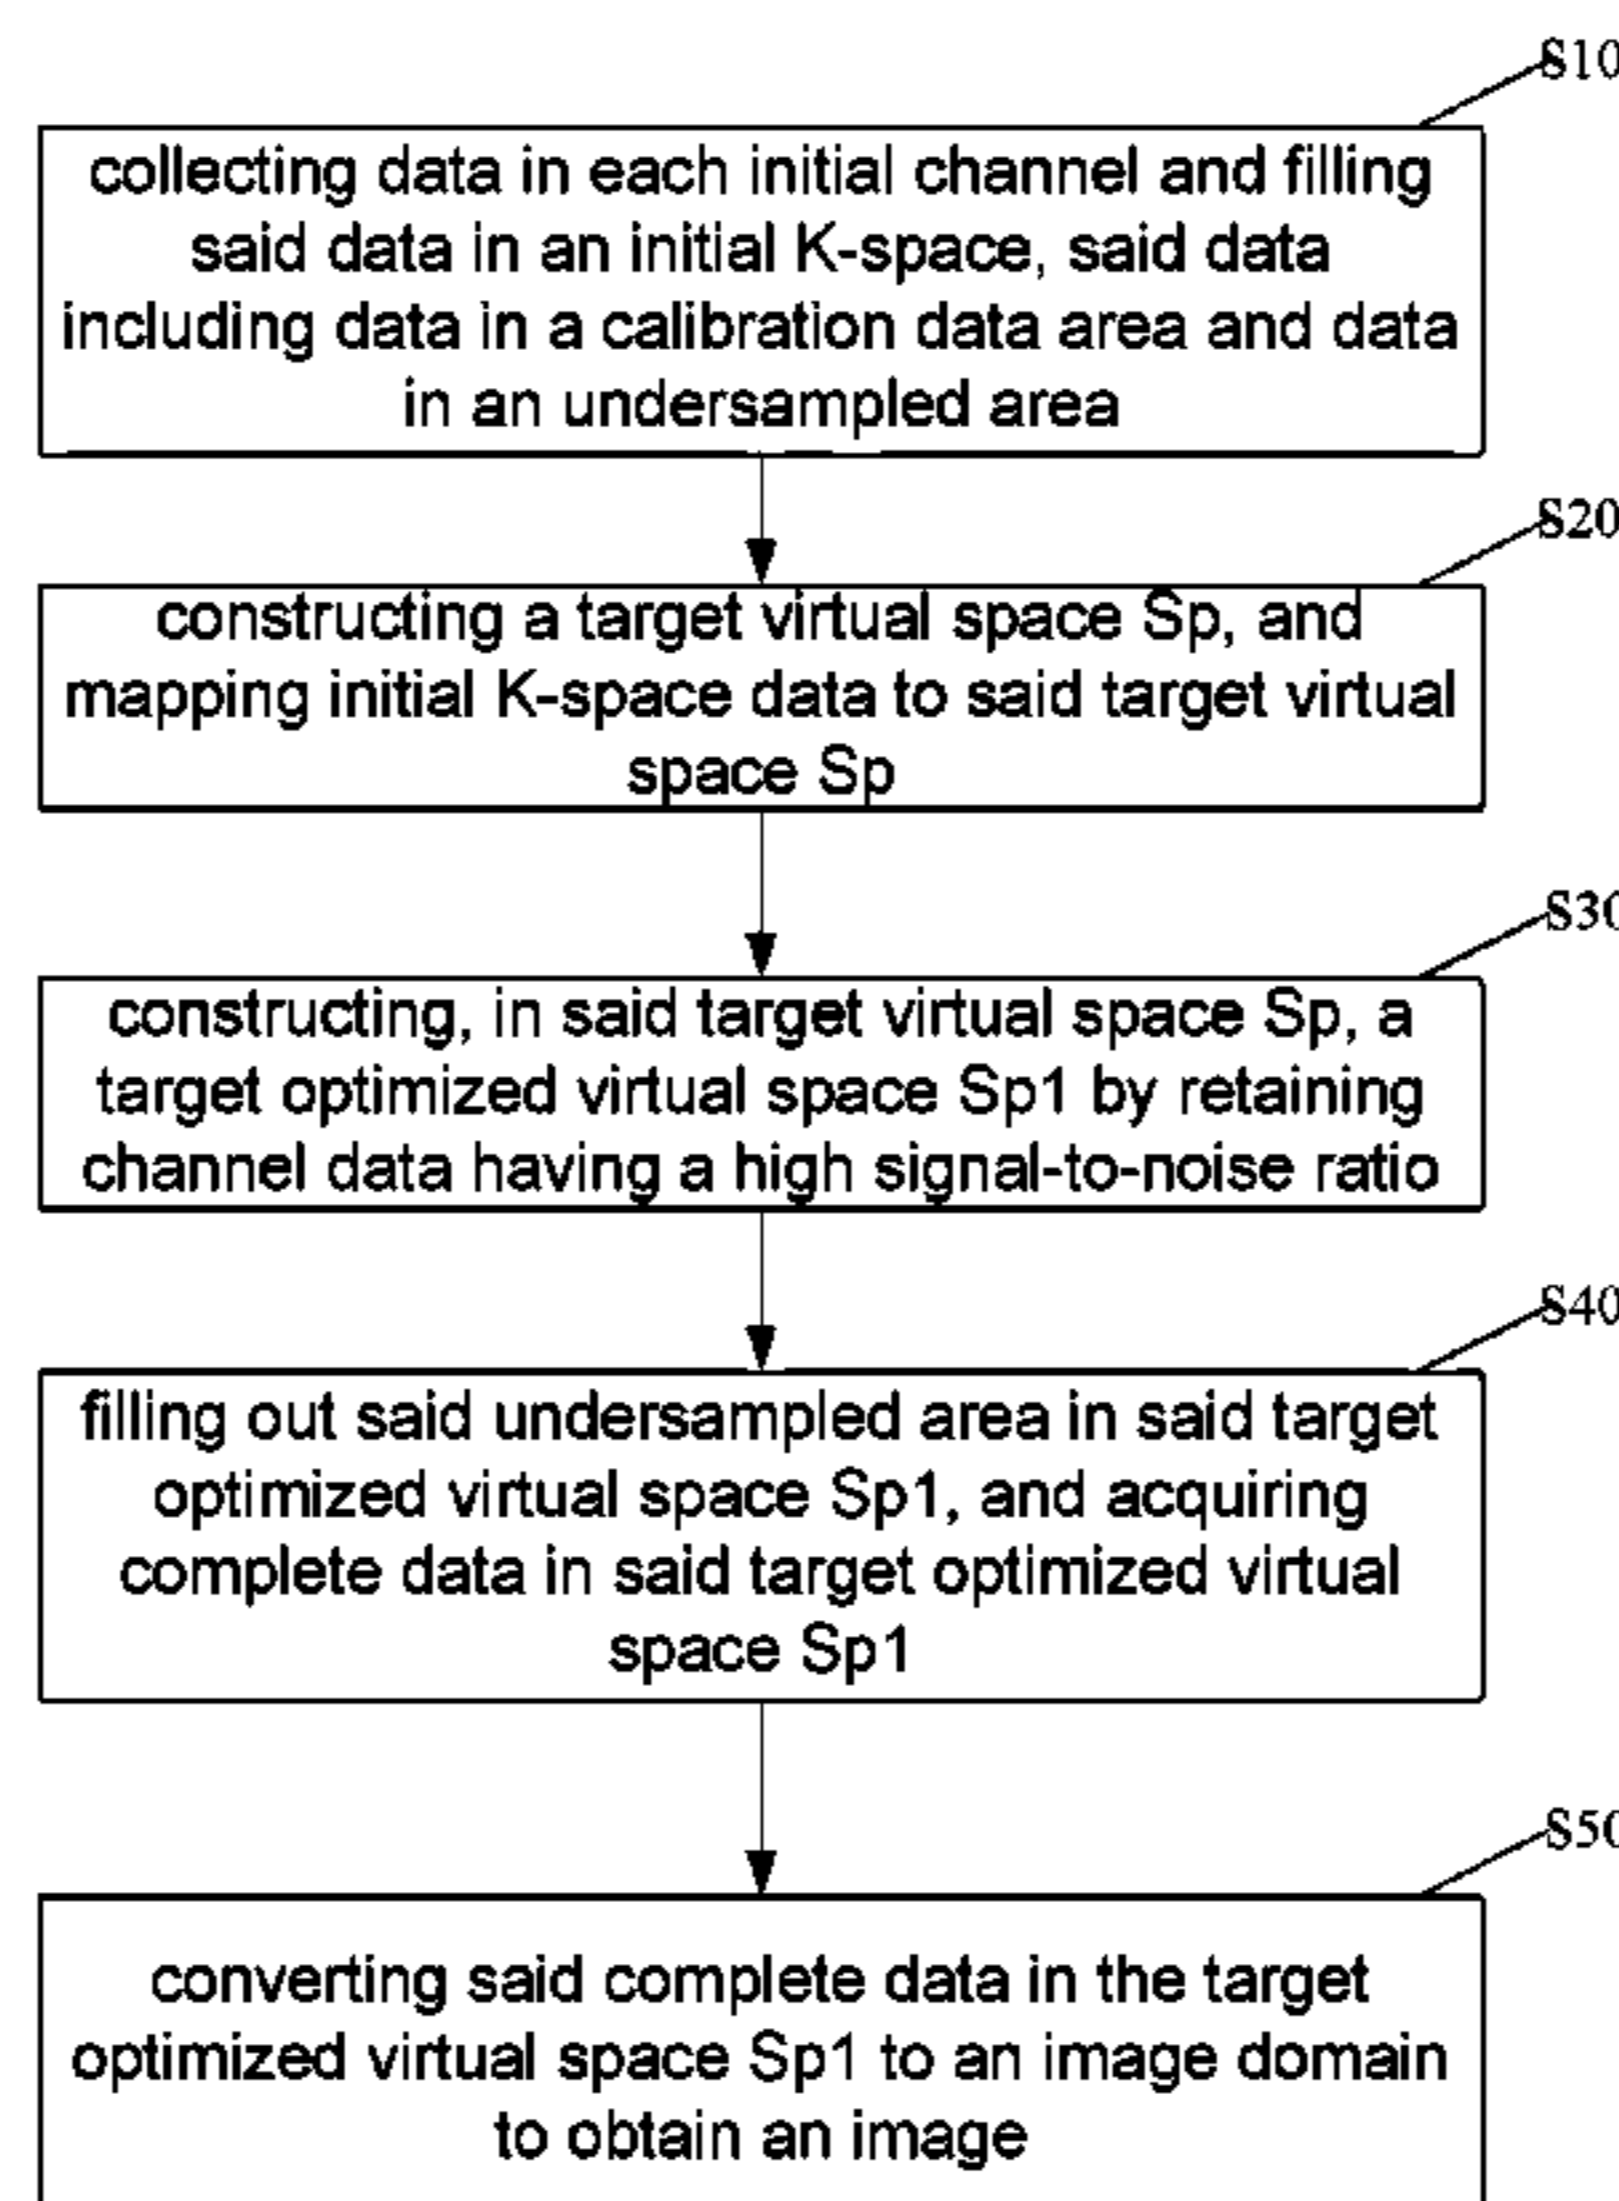 S10
collecting data in each initial channel and filling
said data in an initial K-space, said data
including data in a calibration data area and data
in an undersampled area
S20
constructing a target virtual space Sp, and
mapping initial K-space data to said target virtual
space Sp
S30
constructing, in said target virtual space Sp, a
target optimized virtual space Sp1 by retaining
channel data having a high signal-to-noise ratio
S40
filling out said undersampled area in said target
optimized virtual space Sp1, and acquiring
complete data in said target optimized virtual
space Sp1
S50
converting said complete data in the target
optimized virtual space Sp1 to an image domain
to obtain an image